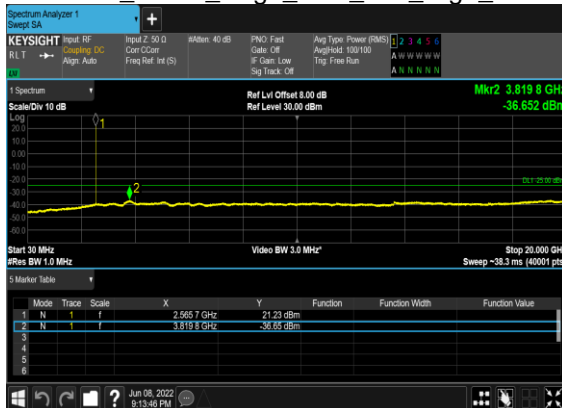 Spectrum Analyzer 1
Swept SA
+
KEYSIGHT Input: RF Input Z: 50 Ω #Atten: 40 dB PNO: Fast Avg Type: Power (RMS) 1 2 3 4 5 6
RLT Coupling: DC Corr CCorr Gate: Off Avg|Hold: 100/100 A W W W W W
Align: Auto Freq Ref: Int (S) IF Gain: Low Trig: Free Run
Sig Track: Off A N N N N N
1 Spectrum Ref Lvl Offset 8.00 dB Mkr2 3.819 8 GHz
Scale/Div 10 dB Ref Level 30.00 dBm -36.652 dBm
Log
20.0
10.0
0.00
-10.0
-20.0
-30.0
-40.0
-50.0
-60.0
1
2
DL1 -25.00 dBm
Start 30 MHz Video BW 3.0 MHz* Stop 20.000 GH
#Res BW 1.0 MHz Sweep ~38.3 ms (40001 pts
5 Marker Table
Mode Trace Scale X Y Function Function Width Function Value
1 N 1 f 2.565 7 GHz 21.23 dBm
2 N 1 f 3.819 8 GHz -36.65 dBm
3
4
5
6
? Jun 08, 2022
9:13:46 PM